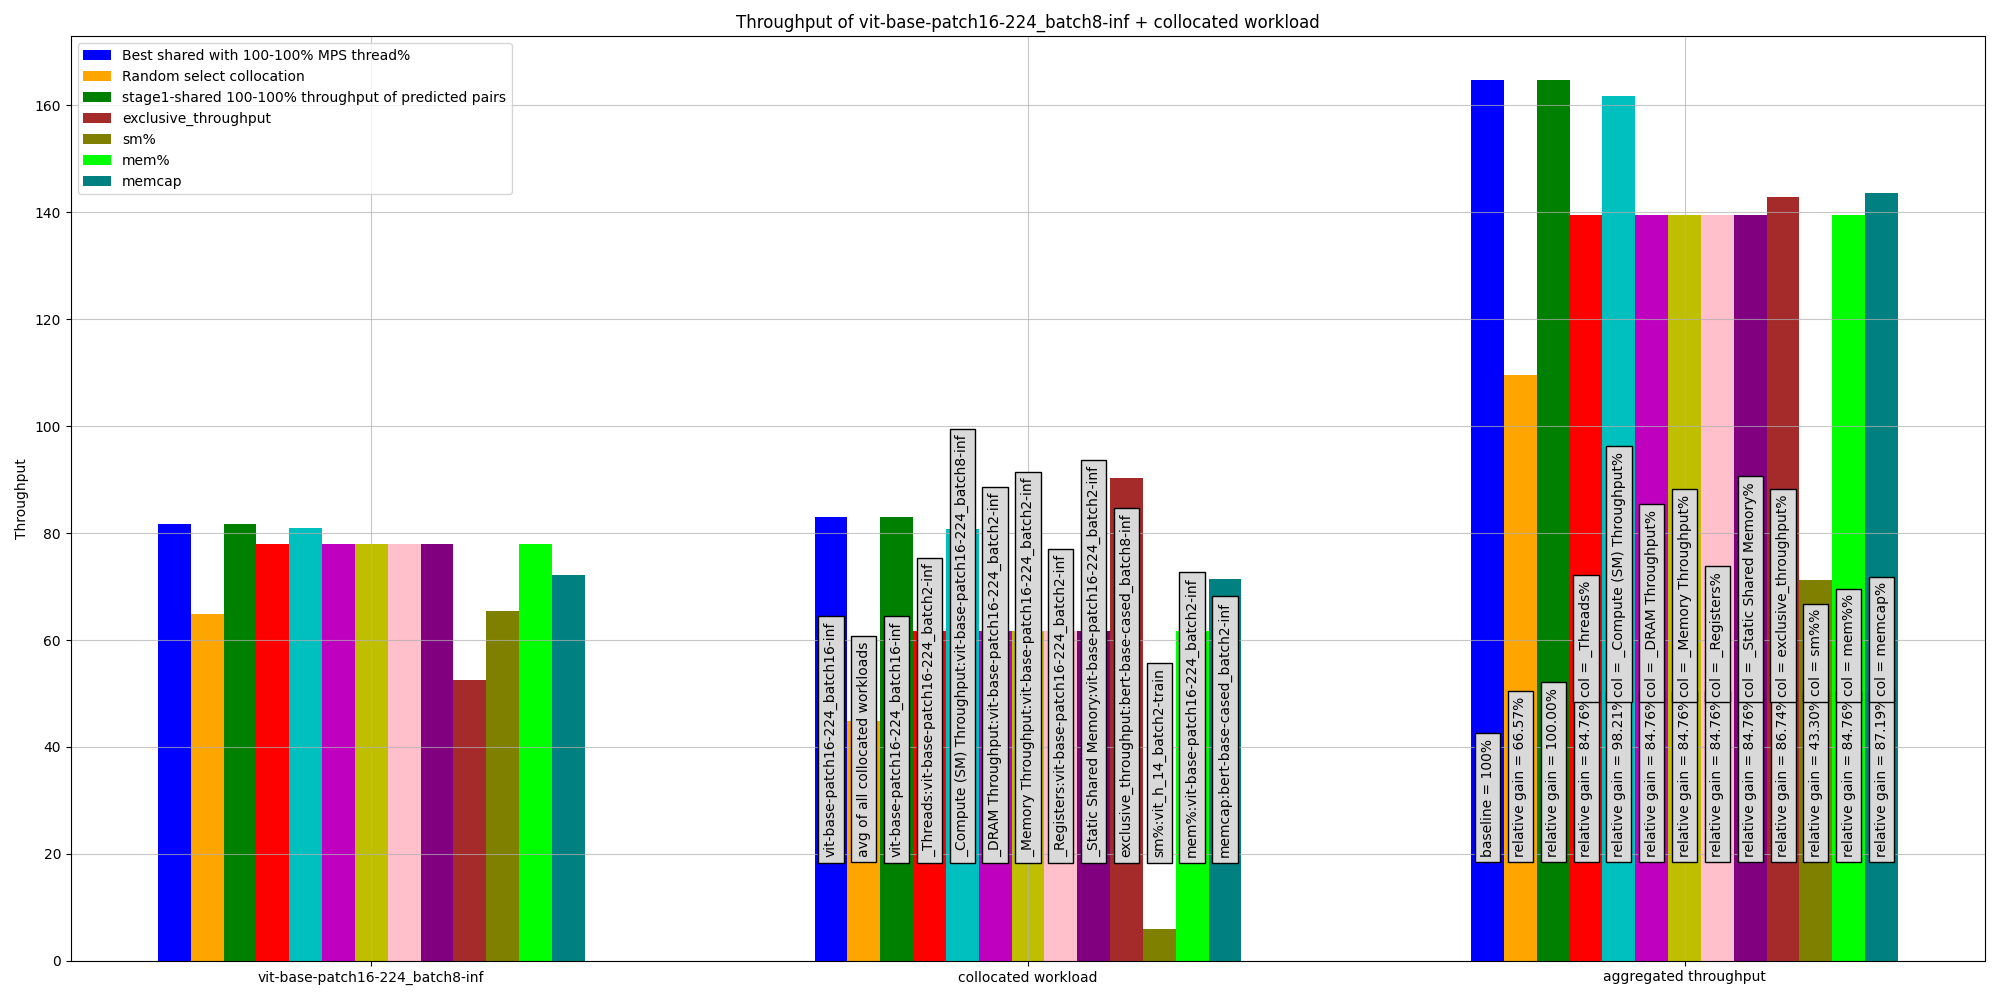 Throughput of vit-base-patch16-224_batch8-inf + collocated workload
Best shared with 100-100% MPS thread%
Random select collocation
stage1-shared 100-100% throughput of predicted pairs
exclusive_throughput
sm%
mem%
memcap
Throughput
160
140
120
100
80
60
40
20
0
vit-base-patch16-224_batch16-inf
avg of all collocated workloads
vit-base-patch16-224_batch16-inf
_Threads:vit-base-patch16-224_batch2-inf
_Compute (SM) Throughput:vit-base-patch16-224_batch8-inf
_DRAM Throughput:vit-base-patch16-224_batch2-inf
_Memory Throughput:vit-base-patch16-224_batch2-inf
_Registers:vit-base-patch16-224_batch2-inf
_Static Shared Memory:vit-base-patch16-224_batch2-inf
exclusive_throughput:bert-base-cased_batch8-inf
sm%:vit_h_14_batch2-train
mem%:vit-base-patch16-224_batch2-inf
memcap:bert-base-cased_batch2-inf
baseline = 100%
relative gain = 66.57%
relative gain = 100.00%
relative gain = 84.76%
col = _Threads%
relative gain = 98.21%
col = _Compute (SM) Throughput%
relative gain = 84.76%
col = _DRAM Throughput%
relative gain = 84.76%
col = _Memory Throughput%
relative gain = 84.76%
col = _Registers%
relative gain = 84.76%
col = _Static Shared Memory%
relative gain = 86.74%
col = exclusive_throughput%
relative gain = 43.30%
col = sm%%
relative gain = 84.76%
col = mem%%
relative gain = 87.19%
col = memcap%
vit-base-patch16-224_batch8-inf
collocated workload
aggregated throughput